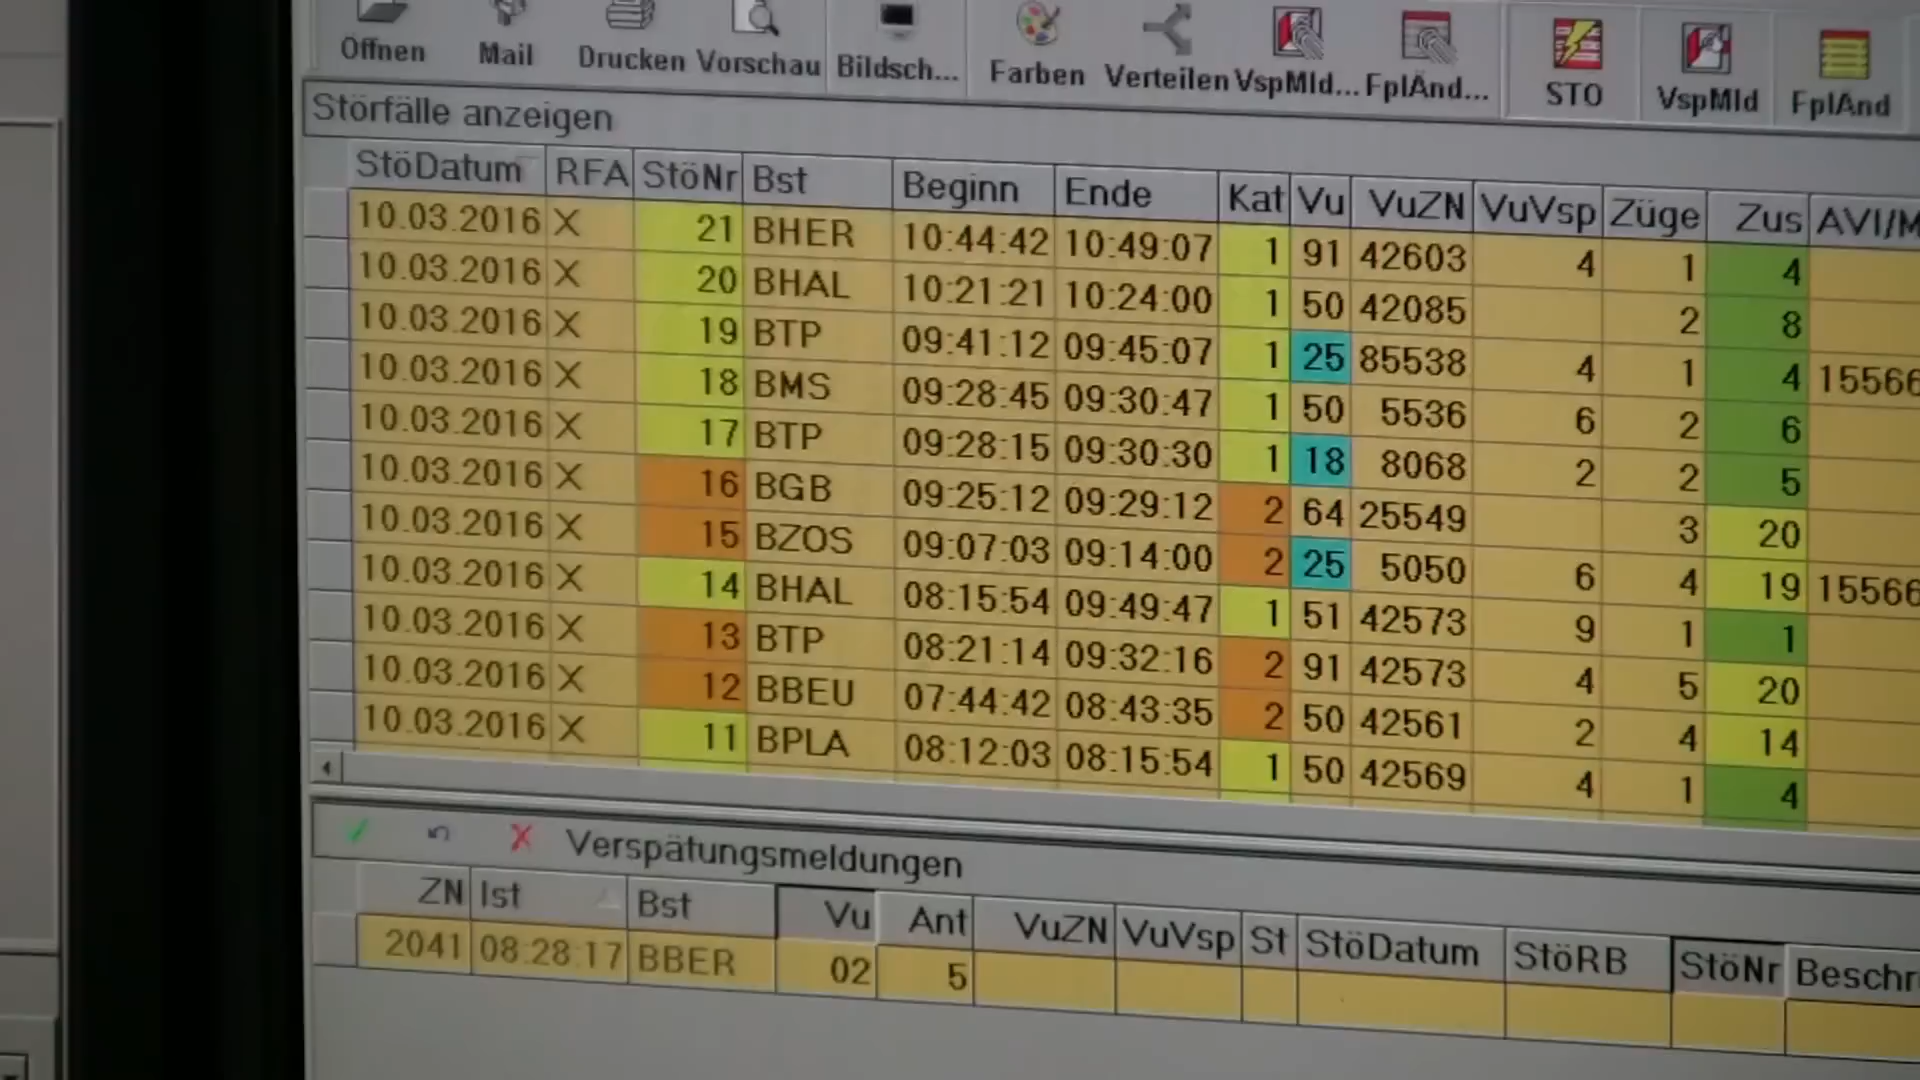 Öffnen Mail Drucken Vorschau Bildsch... Farben Verteilen VspMld... FplÄnd... STO VspMld FplÄnd
Störfälle anzeigen
StöDatum RFA StöNr Bst Beginn Ende Kat Vu VuZN VuVsp Züge Zus AVI/M
10.03.2016 X 21 BHER 10:44:42 10:49:07 1 91 42603 4 1 4
10.03.2016 X 20 BHAL 10:21:21 10:24:00 1 50 42085 2 8
10.03.2016 X 19 BTP 09:41:12 09:45:07 1 25 85538 4 1 4 15566
10.03.2016 X 18 BMS 09:28:45 09:30:47 1 50 5536 6 2 6
10.03.2016 X 17 BTP 09:28:15 09:30:30 1 18 8068 2 2 5
10.03.2016 X 16 BGB 09:25:12 09:29:12 2 64 25549 3 20
10.03.2016 X 15 BZOS 09:07:03 09:14:00 2 25 5050 6 4 19 15566
10.03.2016 X 14 BHAL 08:15:54 09:49:47 1 51 42573 9 1 1
10.03.2016 X 13 BTP 08:21:14 09:32:16 2 91 42573 4 5 20
10.03.2016 X 12 BBEU 07:44:42 08:43:35 2 50 42561 2 4 14
10.03.2016 X 11 BPLA 08:12:03 08:15:54 1 50 42569 4 1 4
Verspätungsmeldungen
ZN Ist Bst Vu Ant VuZN VuVsp St StöDatum StöRB StöNr Beschr
2041 08:28:17 BBER 02 5